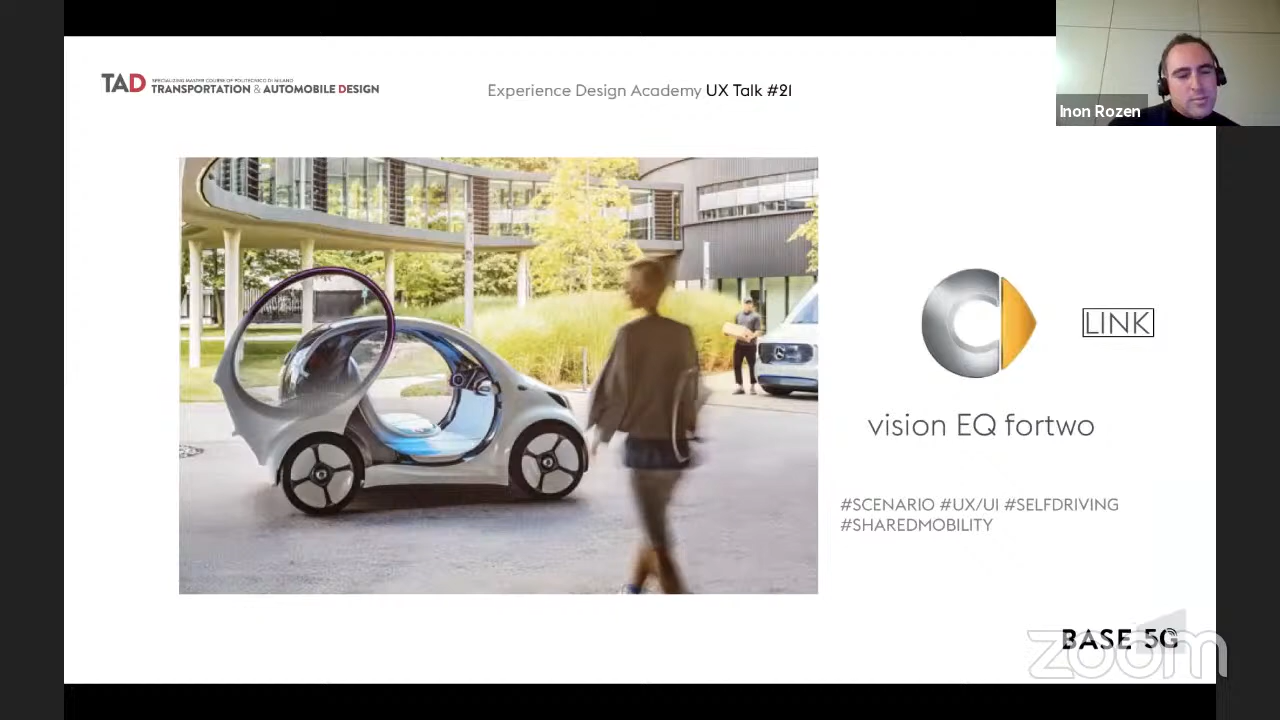 TAD SPECIALIZING MASTER COURSE OF POLITECNICO DI MILANO
TRANSPORTATION & AUTOMOBILE DESIGN
Experience Design Academy UX Talk #21
Inon Rozen
LINK
vision EQ fortwo
#SCENARIO #UX/UI #SELFDRIVING
#SHAREDMOBILITY
BASE 5G
zoom